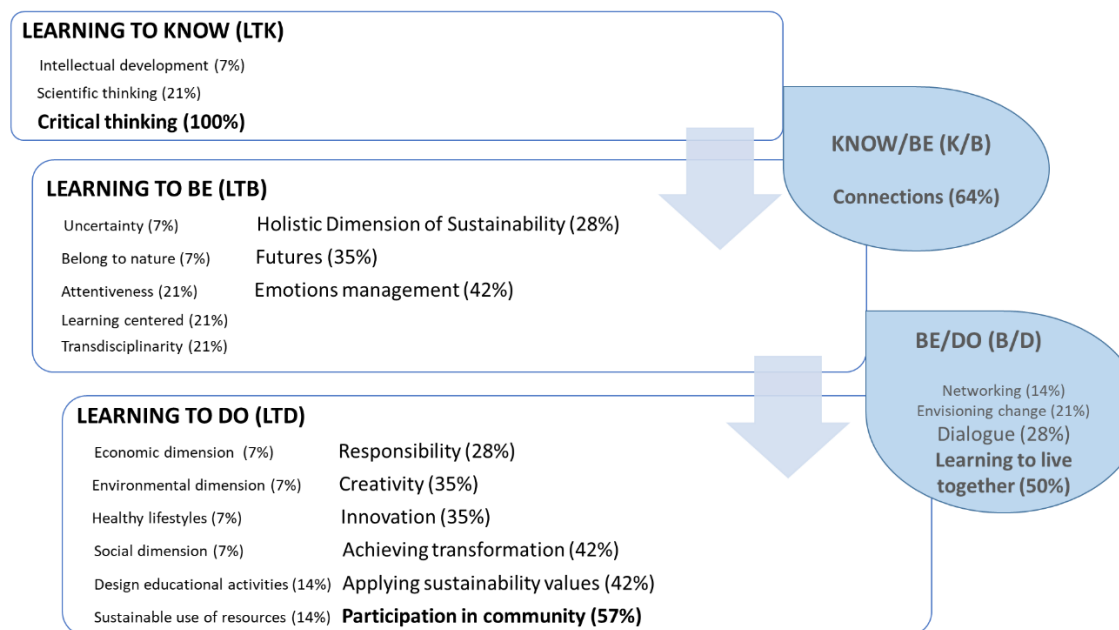 LEARNING TO KNOW (LTK)
Intellectual development (7%)
Scientific thinking (21%)
Critical thinking (100%)
KNOW/BE (K/B)
Connections (64%)
LEARNING TO BE (LTB)
Uncertainty (7%)
Belong to nature (7%)
Attentiveness (21%)
Learning centered (21%)
Transdisciplinarity (21%)
Holistic Dimension of Sustainability (28%)
Futures (35%)
Emotions management (42%)
BE/DO (B/D)
Networking (14%)
Envisioning change (21%)
Dialogue (28%)
Learning to live
together (50%)
LEARNING TO DO (LTD)
Economic dimension (7%)
Environmental dimension (7%)
Healthy lifestyles (7%)
Social dimension (7%)
Design educational activities (14%)
Sustainable use of resources (14%)
Responsibility (28%)
Creativity (35%)
Innovation (35%)
Achieving transformation (42%)
Applying sustainability values (42%)
Participation in community (57%)